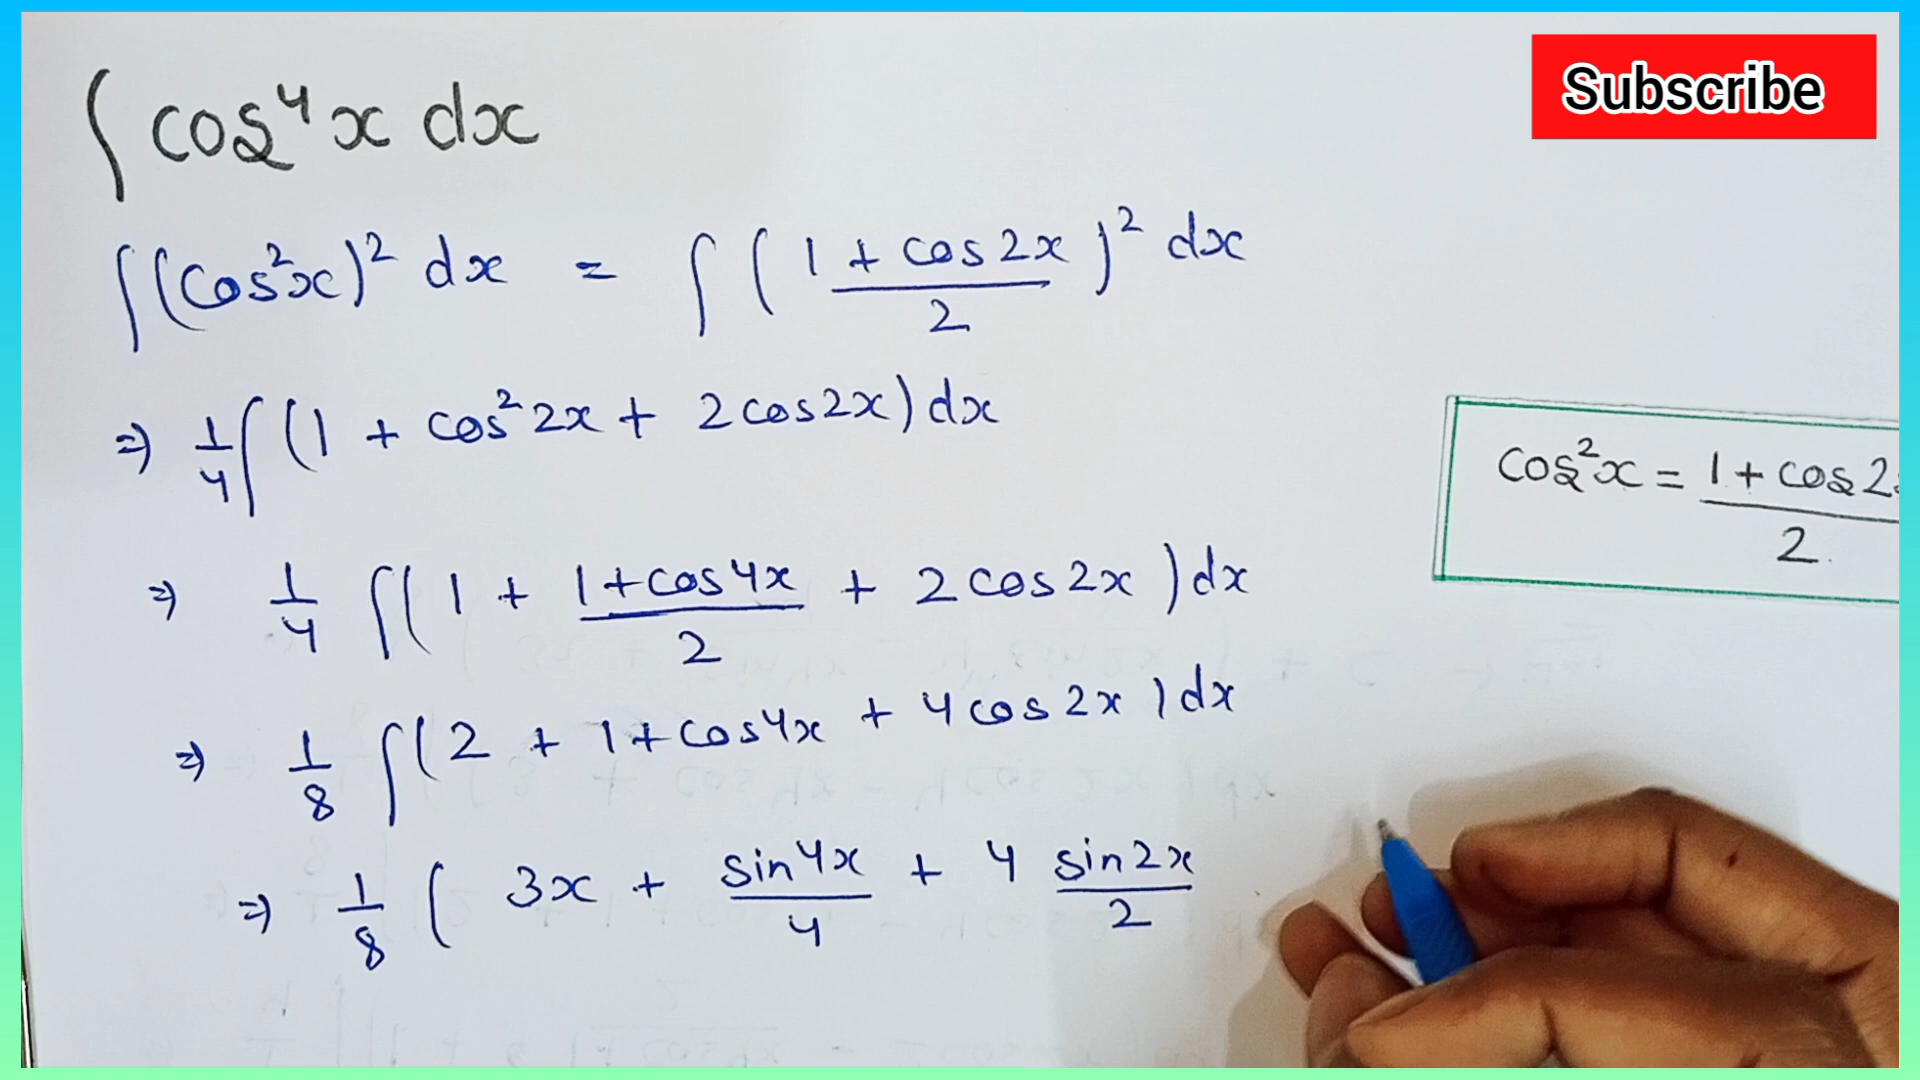 Subscribe
∫ cos⁴x dx
∫(cos²x)² dx = ∫ ( 1 + cos 2x / 2 )² dx
⇒ 1/4 ∫ (1 + cos² 2x + 2 cos 2x) dx
cos²x = 1 + cos 2 / 2
⇒ 1/4 ∫( 1 + 1 + cos 4x / 2 + 2 cos 2x ) dx
⇒ 1/8 ∫( 2 + 1 + cos 4x + 4 cos 2x ) dx
⇒ 1/8 ( 3x + sin 4x / 4 + 4 sin 2x / 2